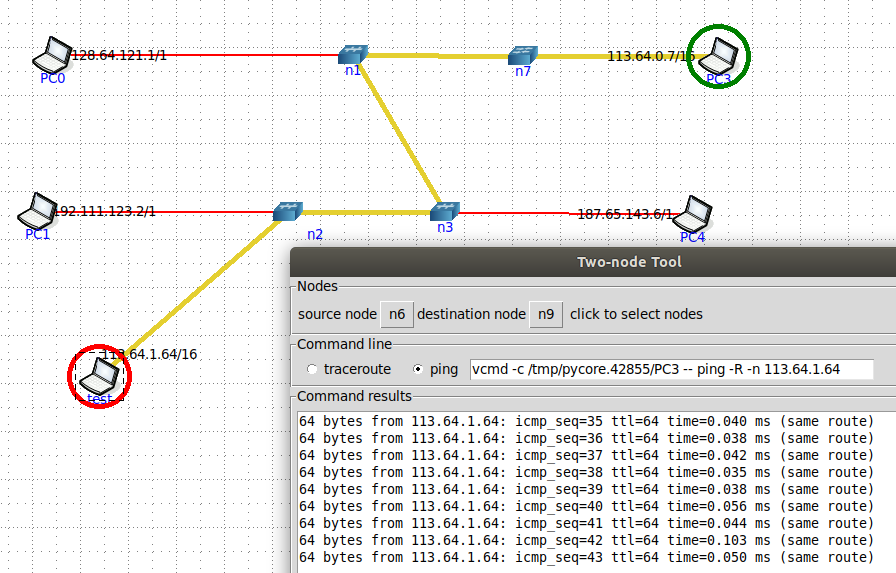 128.64.121.1/1
PC0
n1
n7
113.64.0.7/16
PC3
192.111.123.2/1
PC1
n2
n3
187.65.143.6/1
PC4
113.64.1.64/16
test
Two-node Tool
Nodes
source node n6 destination node n9 click to select nodes
Command line
traceroute ping vcmd -c /tmp/pycore.42855/PC3 -- ping -R -n 113.64.1.64
Command results
64 bytes from 113.64.1.64: icmp_seq=35 ttl=64 time=0.040 ms (same route)
64 bytes from 113.64.1.64: icmp_seq=36 ttl=64 time=0.038 ms (same route)
64 bytes from 113.64.1.64: icmp_seq=37 ttl=64 time=0.042 ms (same route)
64 bytes from 113.64.1.64: icmp_seq=38 ttl=64 time=0.035 ms (same route)
64 bytes from 113.64.1.64: icmp_seq=39 ttl=64 time=0.038 ms (same route)
64 bytes from 113.64.1.64: icmp_seq=40 ttl=64 time=0.056 ms (same route)
64 bytes from 113.64.1.64: icmp_seq=41 ttl=64 time=0.044 ms (same route)
64 bytes from 113.64.1.64: icmp_seq=42 ttl=64 time=0.103 ms (same route)
64 bytes from 113.64.1.64: icmp_seq=43 ttl=64 time=0.050 ms (same route)